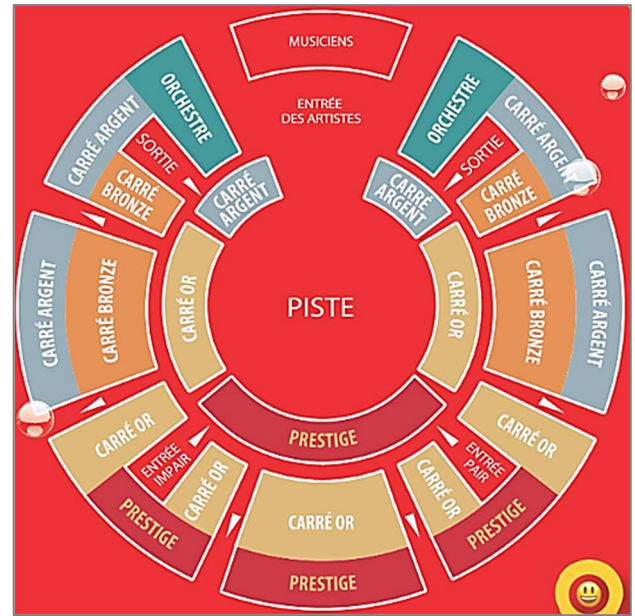 MUSICIENS
ENTRÉE
DES ARTISTES
ORCHESTRE
ORCHESTRE
CARRÉ ARGENT
CARRÉ ARGENT
SORTIE
SORTIE
CARRÉ
BRONZE
CARRÉ
ARGENT
CARRÉ
ARGENT
CARRÉ
BRONZE
CARRÉ ARGENT
CARRÉ BRONZE
CARRÉ OR
PISTE
CARRÉ OR
CARRÉ BRONZE
CARRÉ ARGENT
PRESTIGE
CARRÉ OR
CARRÉ OR
ENTRÉE
IMPAIR
ENTRÉE
PAIR
CARRÉ OR
CARRÉ OR
CARRÉ OR
PRESTIGE
PRESTIGE
PRESTIGE